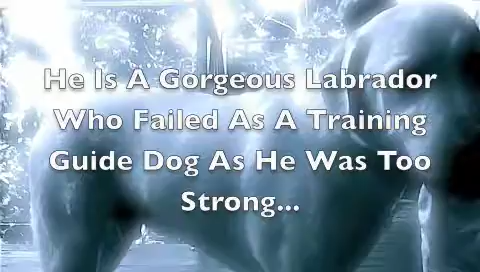 He Is A Gorgeous Labrador
Who Failed As A Training
Guide Dog As He Was Too
Strong...